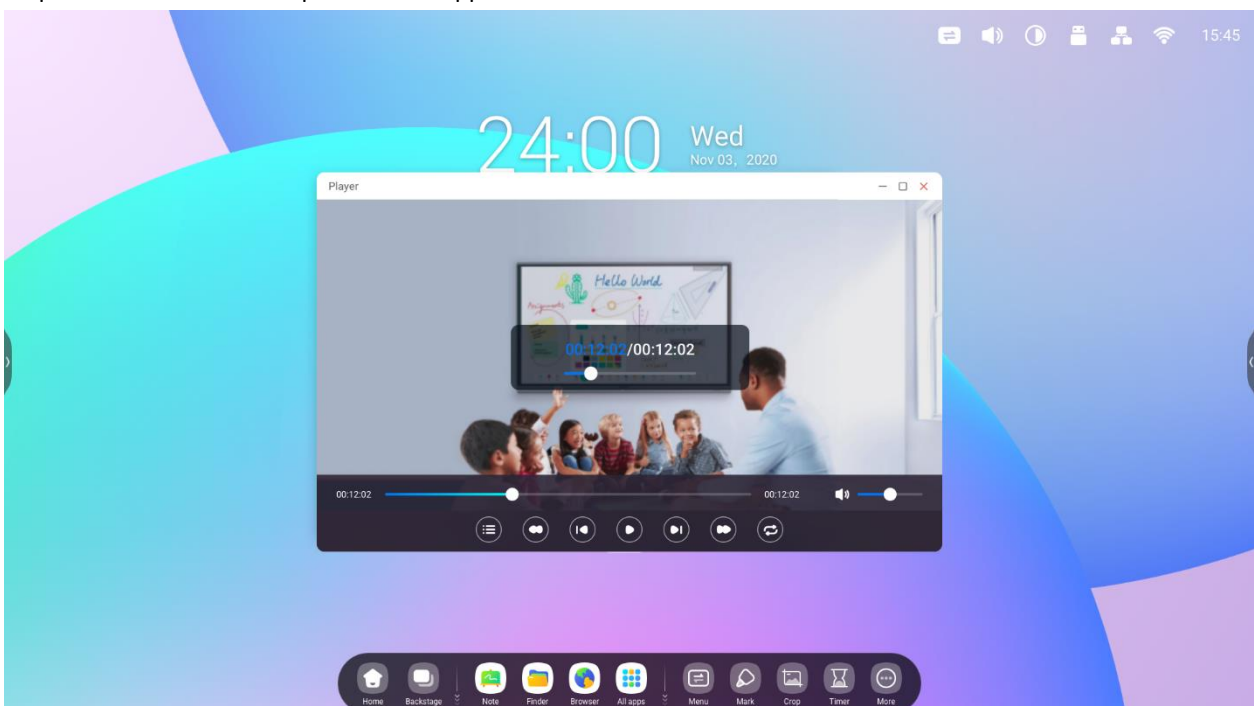 15:45
24:00
Wed
Nov 03, 2020
Player
Hello World
Assignments
00:12:02/00:12:02
00:12:02
00:12:02
Home
Backstage
Note
Finder
Browser
All apps
Menu
Mark
Crop
Timer
More